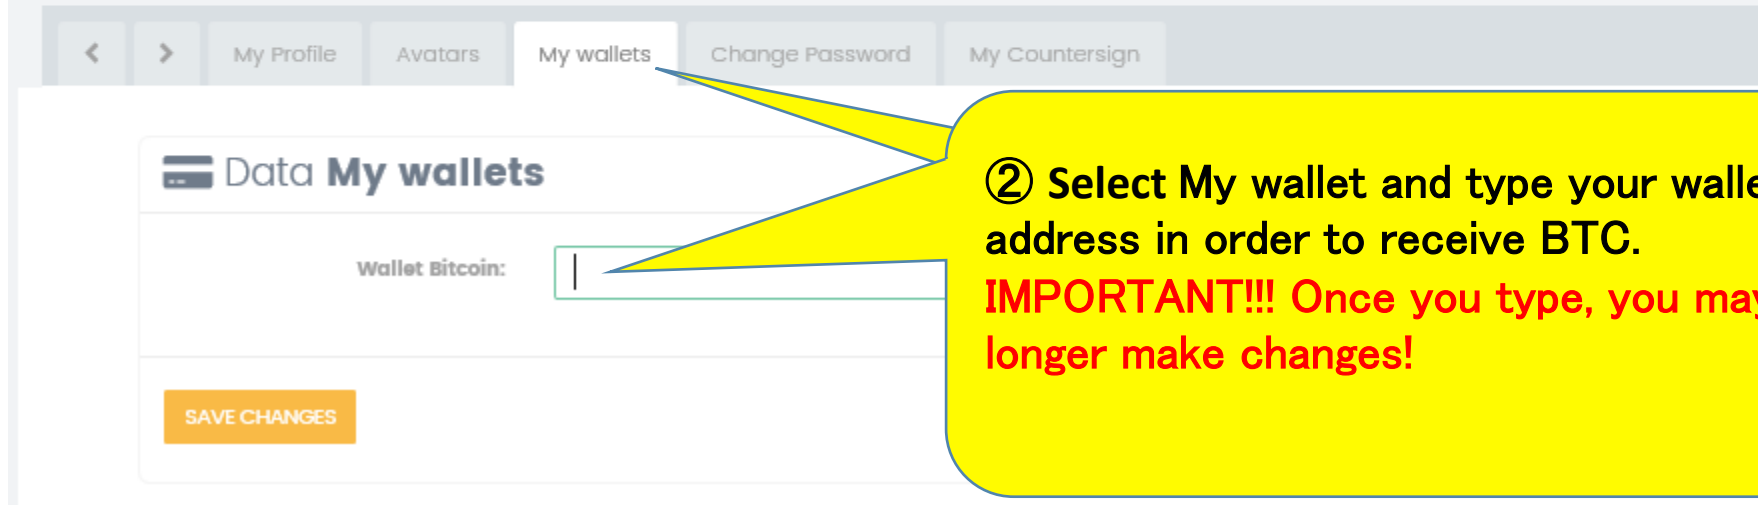 My Profile Avatars My wallets Change Password My Countersign
Data My wallets
Wallet Bitcoin:
SAVE CHANGES
② Select My wallet and type your walle
address in order to receive BTC.
IMPORTANT!!! Once you type, you may
longer make changes!